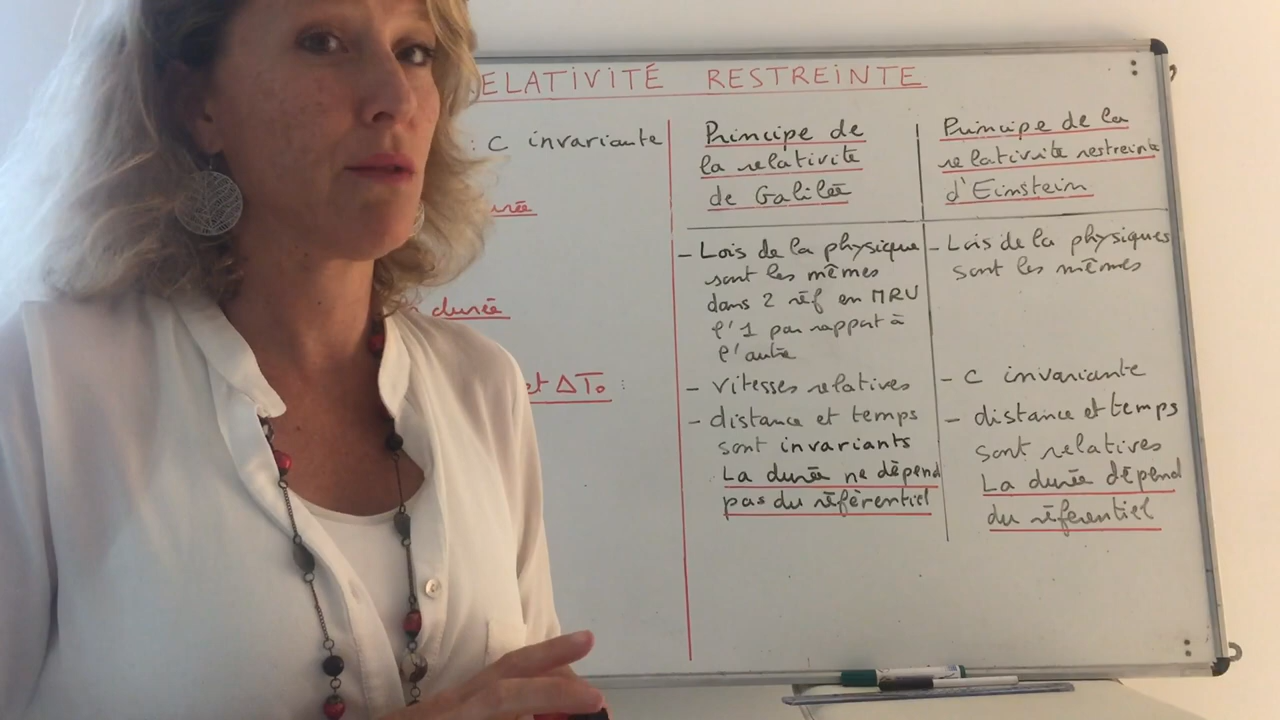 ELATIVITÉ RESTREINTE
: C invariante
durée
et ΔT₀ :
Principe de
la relativité
de Galilée
- Lois de la physique
sont les mêmes
dans 2 réf en MRU
l'1 par rapport à
l'autre
- Vitesses relatives
- distance et temps
sont invariants
La durée ne dépend
pas du référentiel
Principe de la
relativité restreinte
d'Einstein
- Lois de la physiques
sont les mêmes
- C invariante
- distance et temps
sont relatives
La durée dépend
du référentiel